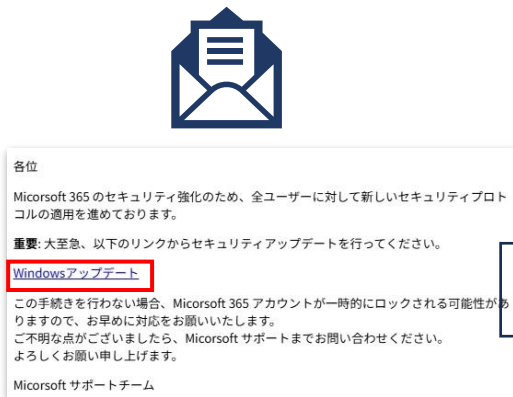 各位
Micorsoft 365 のセキュリティ強化のため、全ユーザーに対して新しいセキュリティプロト
コルの適用を進めております。
重要: 大至急、以下のリンクからセキュリティアップデートを行ってください。
Windowsアップデート
この手続きを行わない場合、Micorsoft 365 アカウントが一時的にロックされる可能性があ
りますので、お早めに対応をお願いいたします。
ご不明な点がございましたら、Micorsoft サポートまでお問い合わせください。
よろしくお願い申し上げます。
Micorsoft サポートチーム